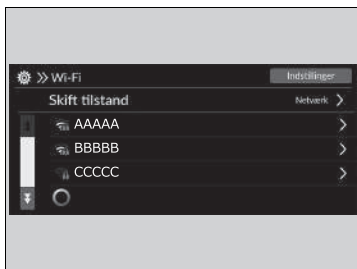 Wi-Fi Indstillinger
Skift tilstand Netværk
AAAAA
BBBBB
CCCCC